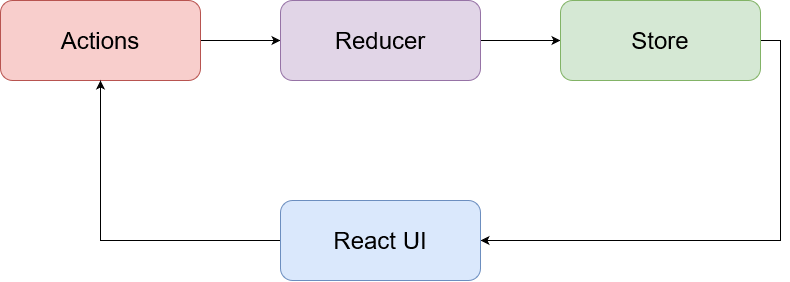 Actions
Reducer
Store
React UI